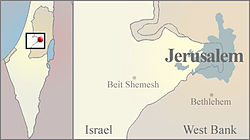 Jerusalem
Beit Shemesh
Bethlehem
Israel
West Bank